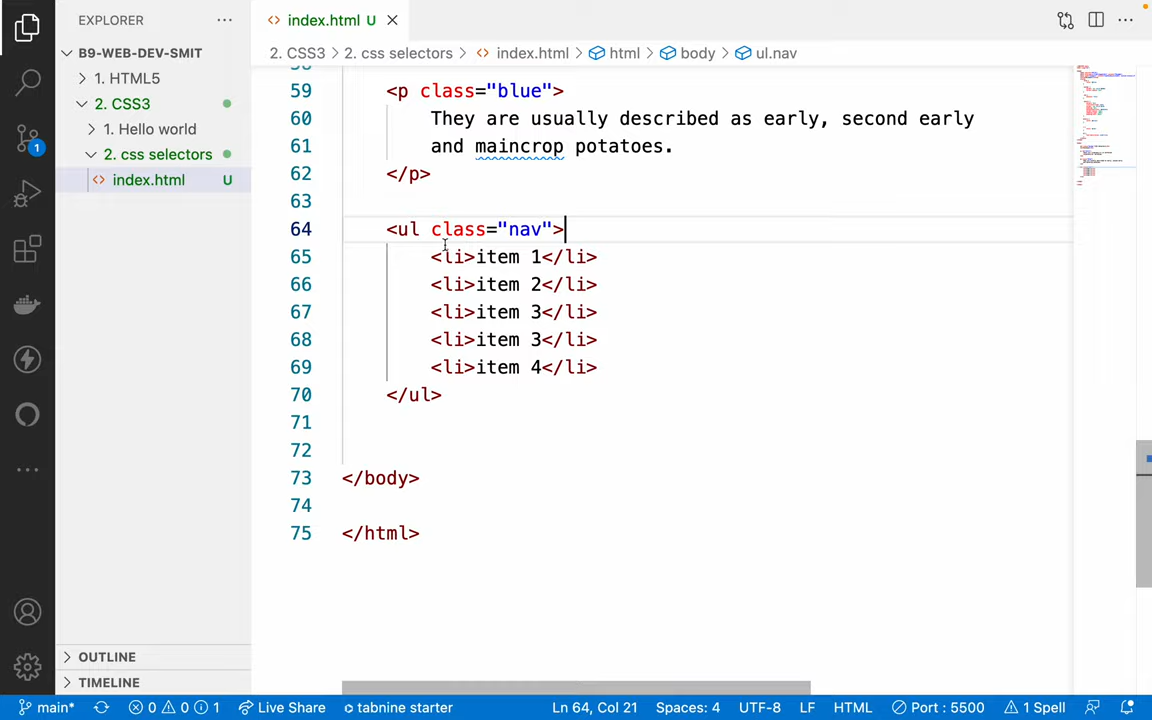 EXPLORER
index.html U
B9-WEB-DEV-SMIT
2. CSS3 > 2. css selectors > index.html > html > body > ul.nav
1. HTML5
2. CSS3
1. Hello world
2. css selectors
index.html U
1
59 <p class="blue">
60 They are usually described as early, second early
61 and maincrop potatoes.
62 </p>
63
64 <ul class="nav">
65 <li>item 1</li>
66 <li>item 2</li>
67 <li>item 3</li>
68 <li>item 3</li>
69 <li>item 4</li>
70 </ul>
71
72
73 </body>
74
75 </html>
OUTLINE
TIMELINE
main* 0 0 1 Live Share tabnine starter Ln 64, Col 21 Spaces: 4 UTF-8 LF HTML Port : 5500 1 Spell